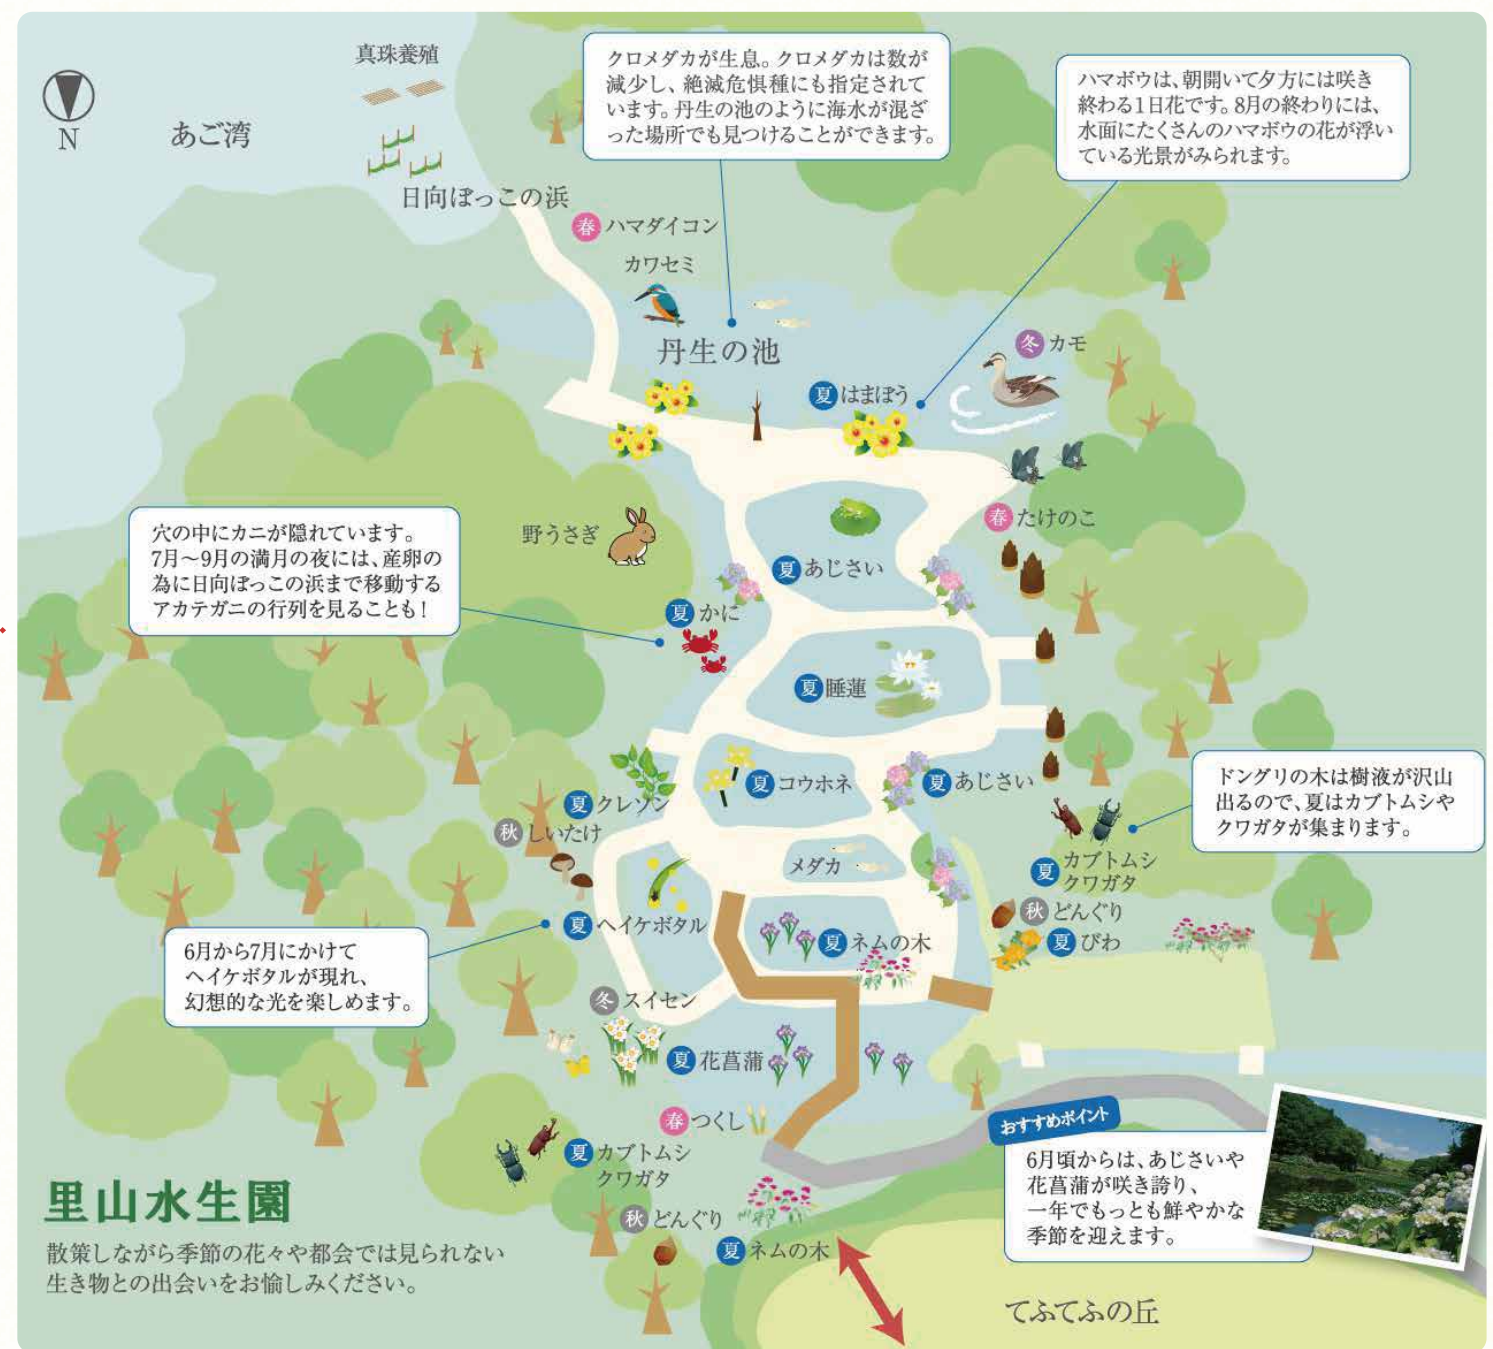 真珠養殖
N
あご湾
日向ぼっこの浜
クロメダカが生息。クロメダカは数が
減少し、絶滅危惧種にも指定されて
います。丹生の池のように海水が混ざ
った場所でも見つけることができます。
ハマボウは、朝開いて夕方には咲き
終わる1日花です。8月の終わりには、
水面にたくさんのハマボウの花が浮い
ている光景がみられます。
春 ハマダイコン
カワセミ
丹生の池
冬 カモ
夏 はまぼう
穴の中にカニが隠れています。
7月〜9月の満月の夜には、産卵の
為に日向ぼっこの浜まで移動する
アカテガニの行列を見ることも!
野うさぎ
春 たけのこ
夏 あじさい
夏 かに
夏 睡蓮
夏 コウホネ
夏 あじさい
夏 クレソン
秋 しいたけ
メダカ
ドングリの木は樹液が沢山
出るので、夏はカブトムシや
クワガタが集まります。
夏 カブトムシ
クワガタ
秋 どんぐり
夏 びわ
夏 ヘイケボタル
夏 ネムの木
6月から7月にかけて
ヘイケボタルが現れ、
幻想的な光を楽しめます。
冬 スイセン
夏 花菖蒲
春 つくし
夏 カブトムシ
クワガタ
秋 どんぐり
夏 ネムの木
おすすめポイント
6月頃からは、あじさいや
花菖蒲が咲き誇り、
一年でもっとも鮮やかな
季節を迎えます。
里山水生園
散策しながら季節の花々や都会では見られない
生き物との出会いをお愉しみください。
てふてふの丘